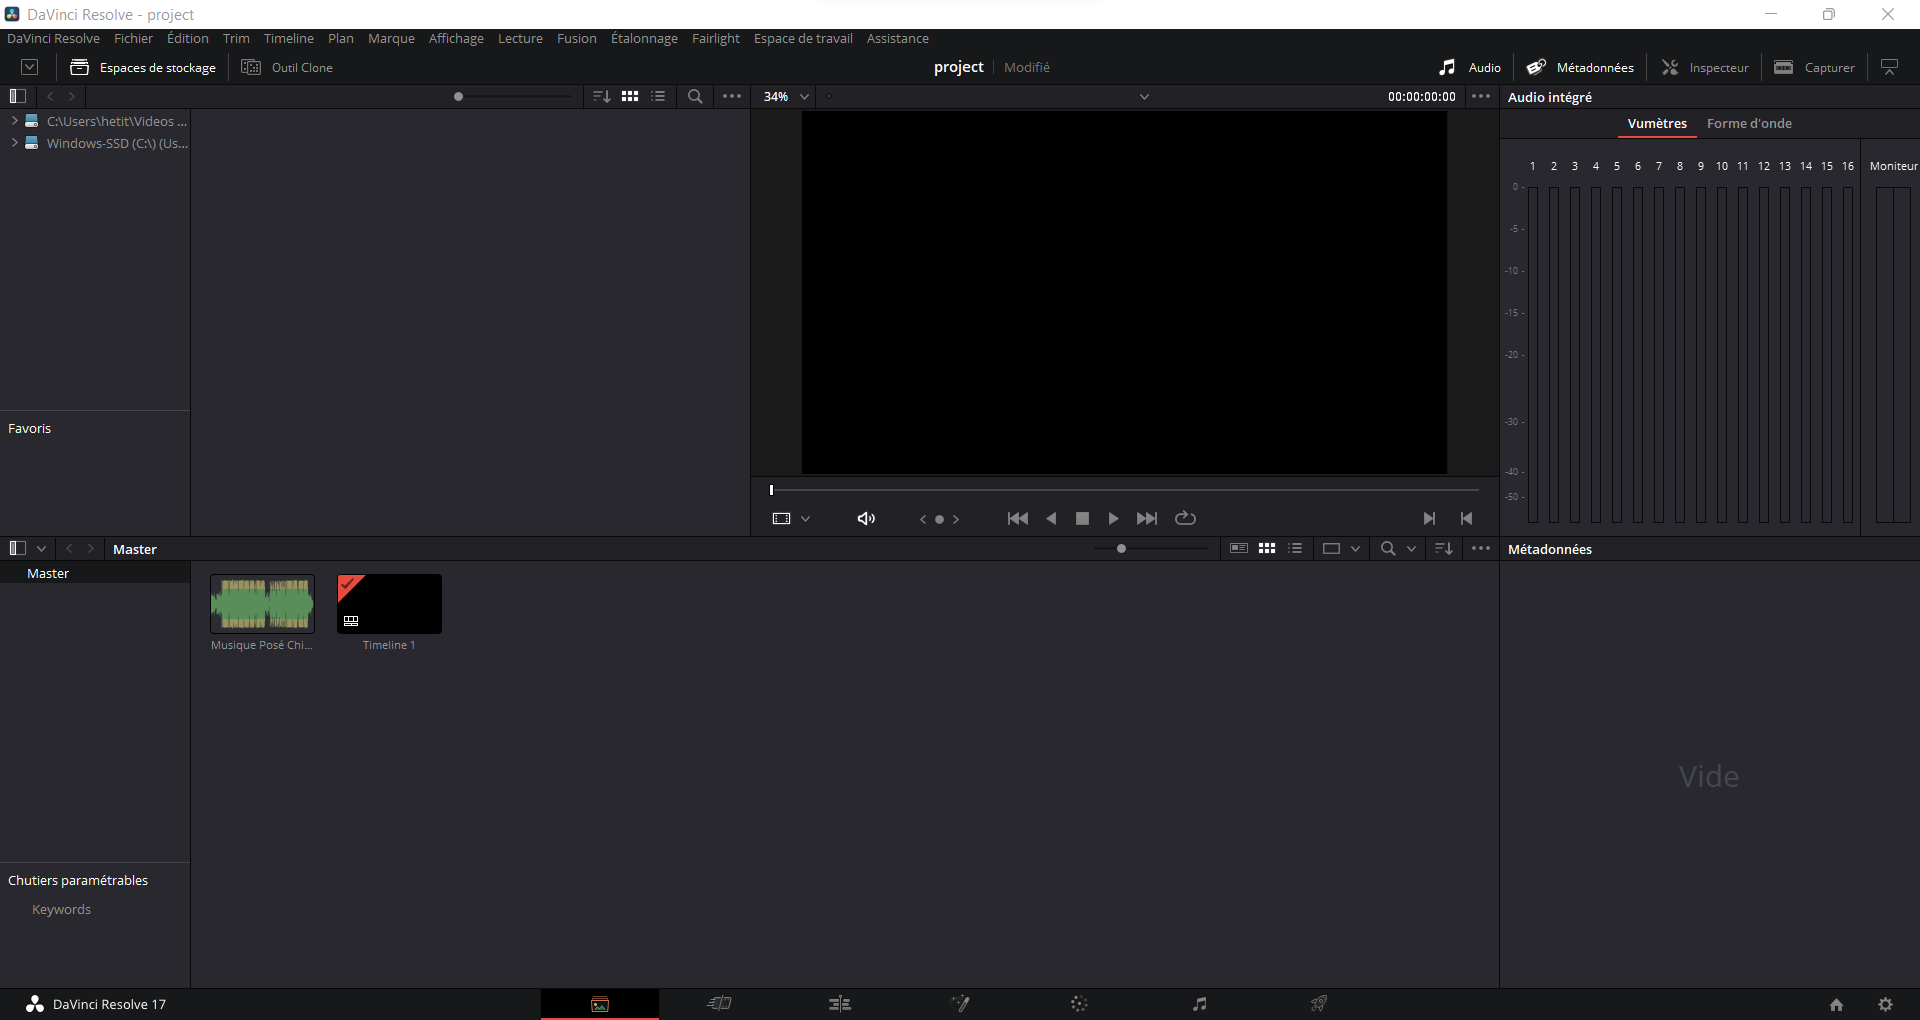 DaVinci Resolve - project
DaVinci Resolve Fichier Édition Trim Timeline Plan Marque Affichage Lecture Fusion Étalonnage Fairlight Espace de travail Assistance
Espaces de stockage Outil Clone project Modifié Audio Métadonnées Inspecteur Capturer
34% 00:00:00:00 Audio intégré
C:\Users\hetit\Videos ...
Windows-SSD (C:\) (Us...
Vumètres Forme d'onde
1 2 3 4 5 6 7 8 9 10 11 12 13 14 15 16 Moniteur
0
-5
-10
-15
-20
-30
-40
-50
Favoris
Master Métadonnées
Master
Musique Posé Chi... Timeline 1
Vide
Chutiers paramétrables
Keywords
DaVinci Resolve 17